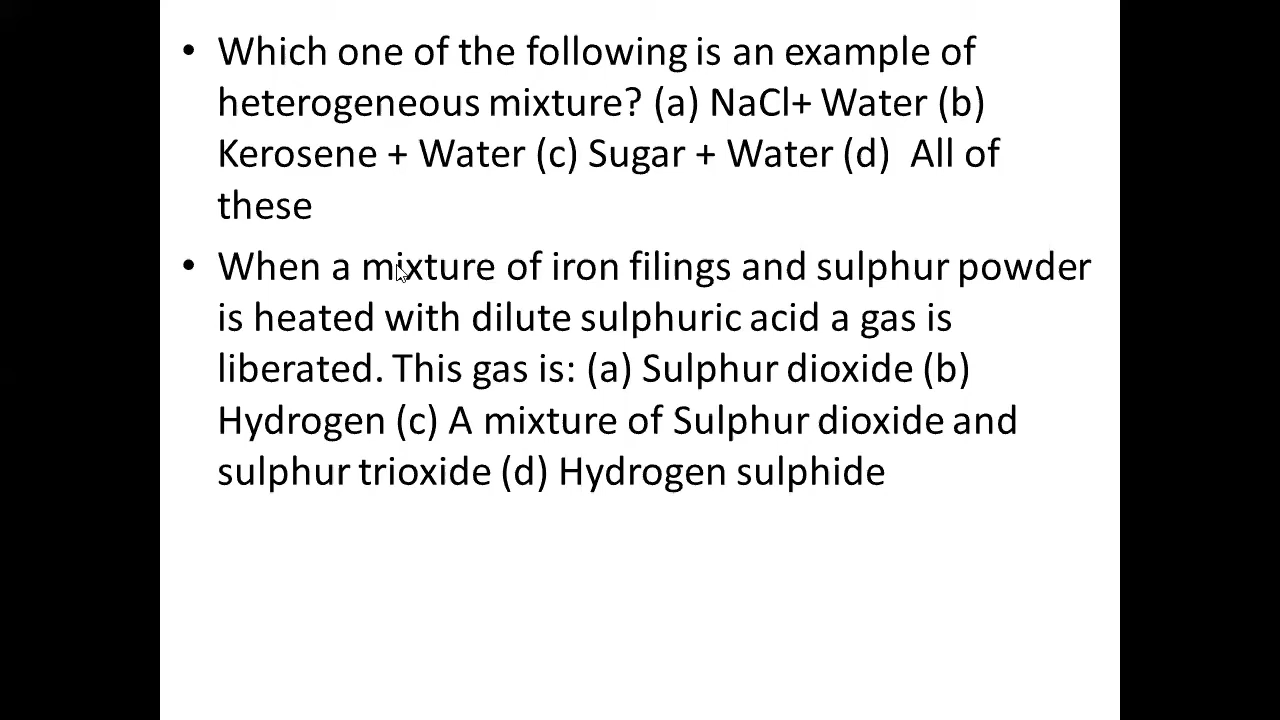 • Which one of the following is an example of
heterogeneous mixture? (a) NaCl+ Water (b)
Kerosene + Water (c) Sugar + Water (d) All of
these
• When a mixture of iron filings and sulphur powder
is heated with dilute sulphuric acid a gas is
liberated. This gas is: (a) Sulphur dioxide (b)
Hydrogen (c) A mixture of Sulphur dioxide and
sulphur trioxide (d) Hydrogen sulphide